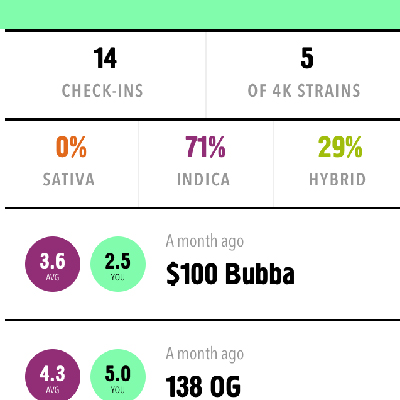 14 5
CHECK-INS OF 4K STRAINS
0% 71% 29%
SATIVA INDICA HYBRID
A month ago
3.6 2.5 $100 Bubba
AVG YOU
A month ago
4.3 5.0 138 OG
AVG YOU